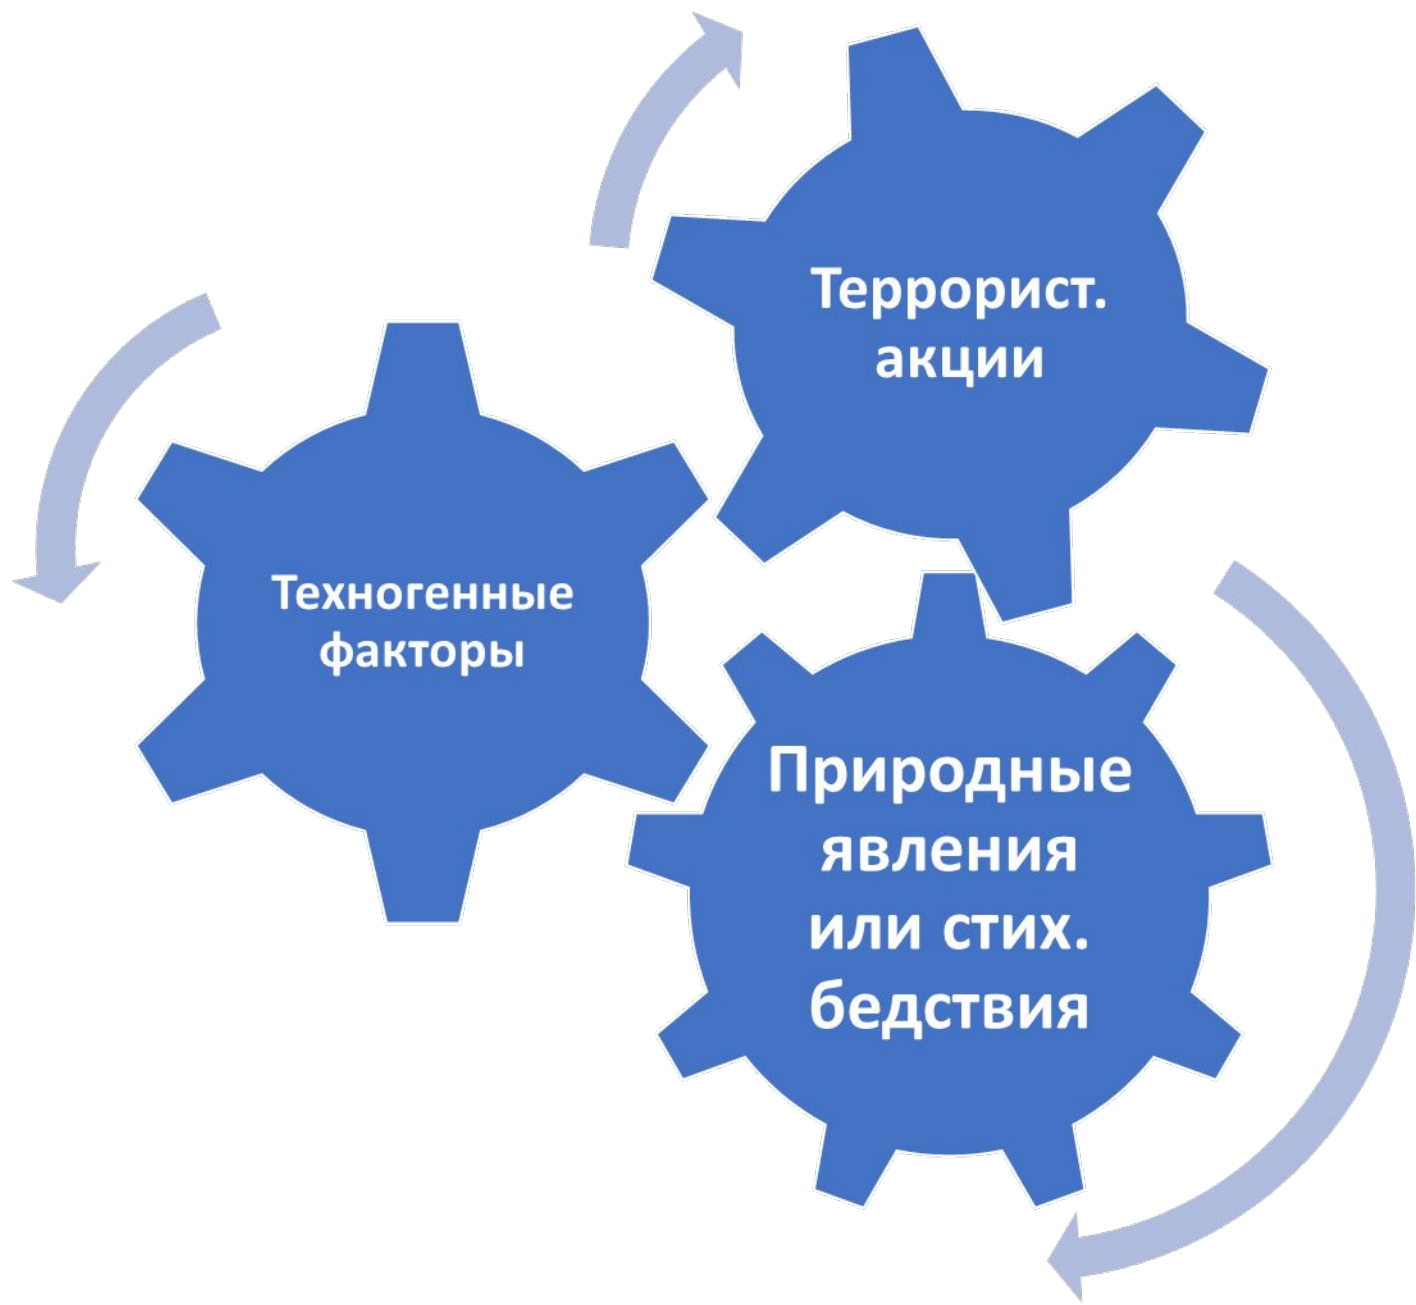 Террорист.
акции
Техногенные
факторы
Природные
явления
или стих.
бедствия